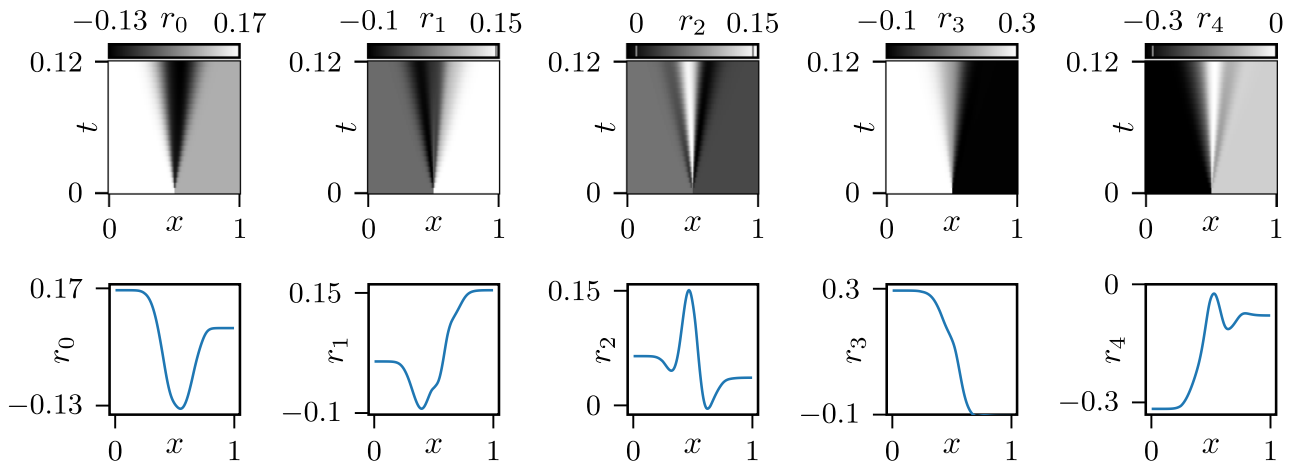 −0.13 r0 0.17
−0.1 r1 0.15
0 r2 0.15
−0.1 r3 0.3
−0.3 r4 0
0.12
t
0
0 x 1
0.12
t
0
0 x 1
0.12
t
0
0 x 1
0.12
t
0
0 x 1
0.12
t
0
0 x 1
0.17
r0
−0.13
0 x 1
0.15
r1
−0.1
0 x 1
0.15
r2
0
0 x 1
0.3
r3
−0.1
0 x 1
0
r4
−0.3
0 x 1